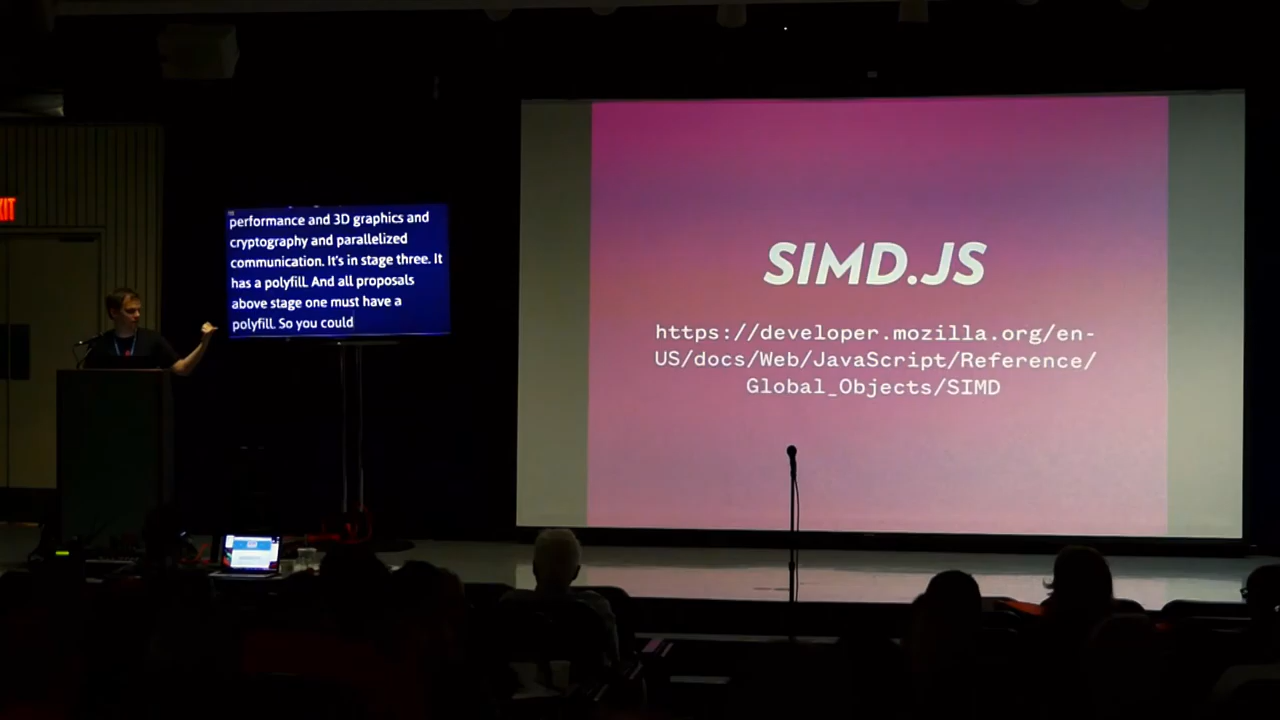 XIT
performance and 3D graphics and
cryptography and parallelized
communication. It's in stage three. It
has a polyfill. And all proposals
above stage one must have a
polyfill. So you could
SIMD.JS
https://developer.mozilla.org/en-
US/docs/Web/JavaScript/Reference/
Global_Objects/SIMD